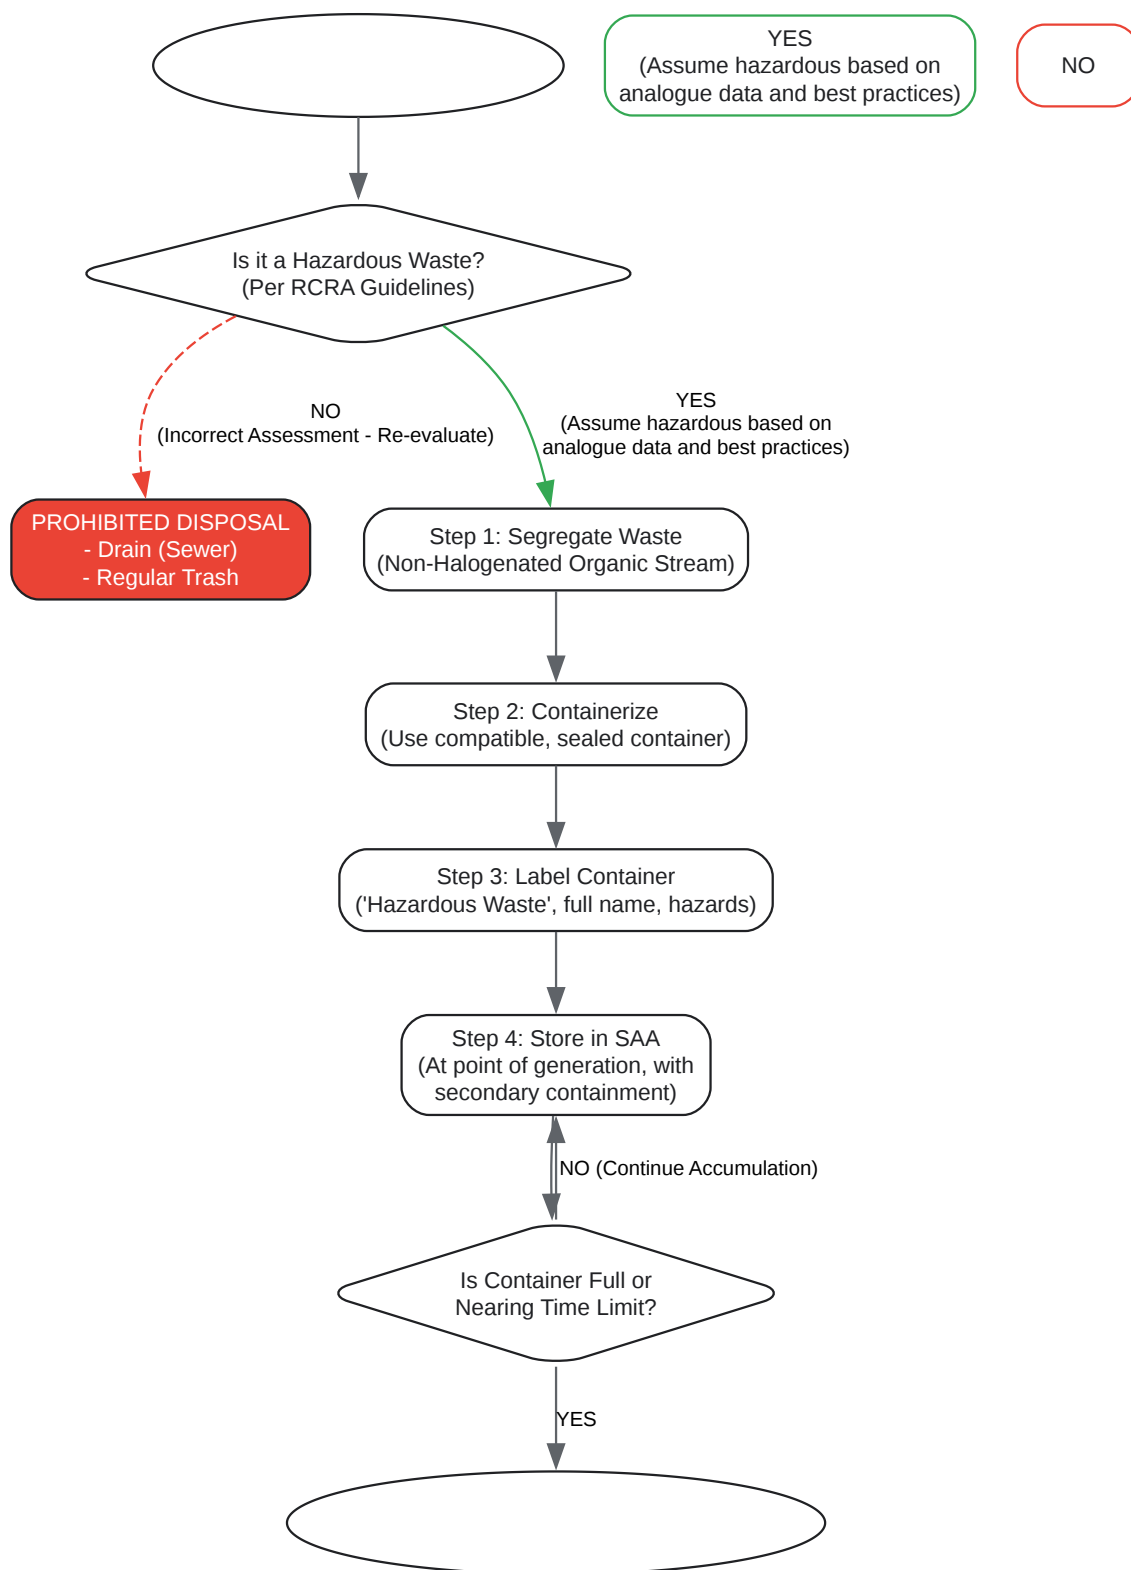 YES
(Assume hazardous based on
analogue data and best practices)
NO
Is it a Hazardous Waste?
(Per RCRA Guidelines)
NO
(Incorrect Assessment - Re-evaluate)
YES
(Assume hazardous based on
analogue data and best practices)
PROHIBITED DISPOSAL
- Drain (Sewer)
- Regular Trash
Step 1: Segregate Waste
(Non-Halogenated Organic Stream)
Step 2: Containerize
(Use compatible, sealed container)
Step 3: Label Container
('Hazardous Waste', full name, hazards)
Step 4: Store in SAA
(At point of generation, with
secondary containment)
NO (Continue Accumulation)
Is Container Full or
Nearing Time Limit?
YES